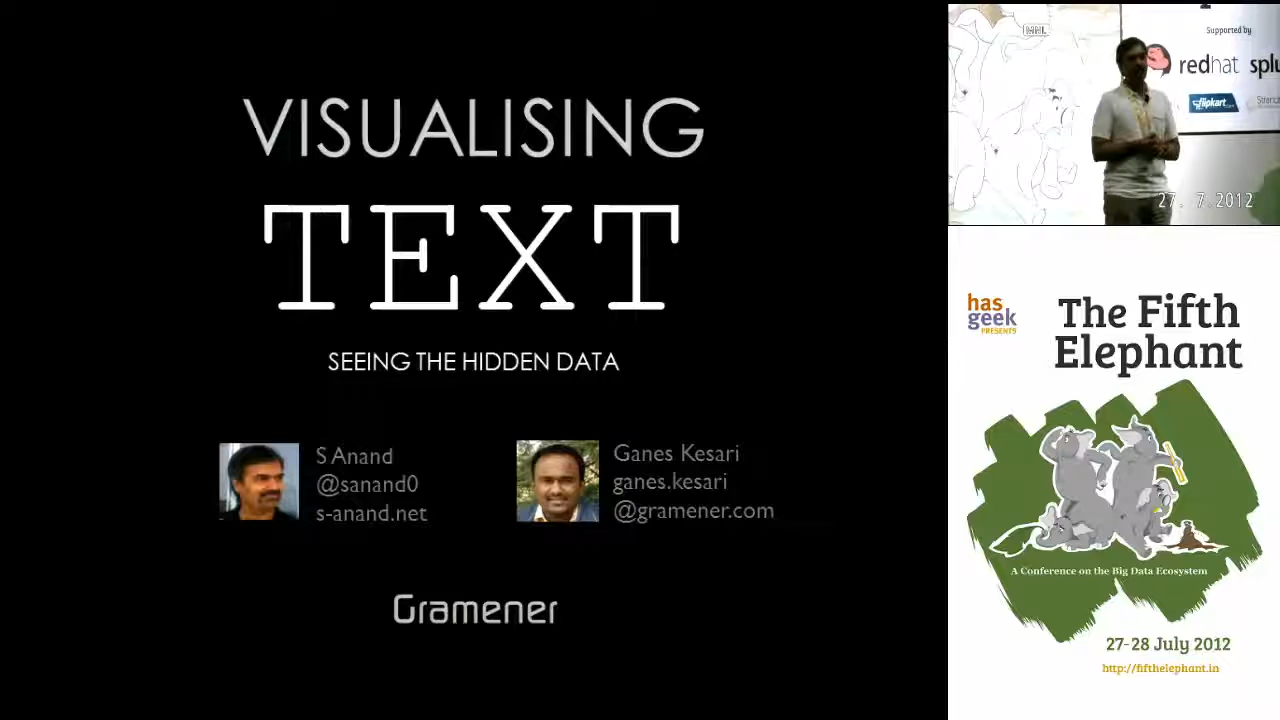 VISUALISING
TEXT
SEEING THE HIDDEN DATA
S Anand
@sanand0
s-anand.net
Ganes Kesari
ganes.kesari
@gramener.com
Gramener
Supported by
redhat
flipkart
27. 7.2012
has
geek
PRESENTS
The Fifth
Elephant
A Conference on the Big Data Ecosystem
27-28 July 2012
http://fifthelephant.in